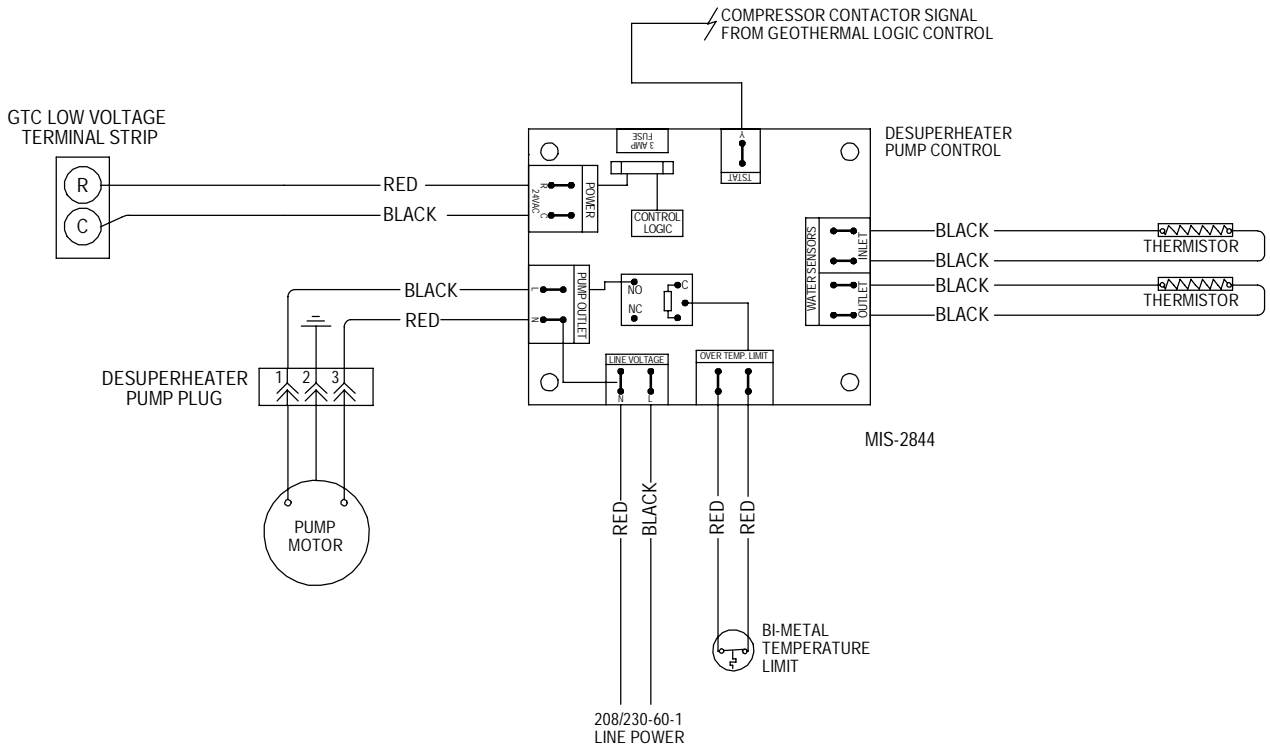 COMPRESSOR CONTACTOR SIGNAL
FROM GEOTHERMAL LOGIC CONTROL
GTC LOW VOLTAGE
TERMINAL STRIP
R
C
RED
BLACK
3 AMP
FUSE
Y
TSTAT
DESUPERHEATER
PUMP CONTROL
R
C
24VAC
POWER
CONTROL
LOGIC
WATER SENSORS
INLET
OUTLET
BLACK
BLACK
THERMISTOR
BLACK
BLACK
THERMISTOR
BLACK
RED
L
N
PUMP OUTLET
NO
NC
C
LINE VOLTAGE
N
L
OVER TEMP. LIMIT
DESUPERHEATER
PUMP PLUG
1
2
3
MIS-2844
PUMP
MOTOR
RED
BLACK
RED
RED
BI-METAL
TEMPERATURE
LIMIT
208/230-60-1
LINE POWER